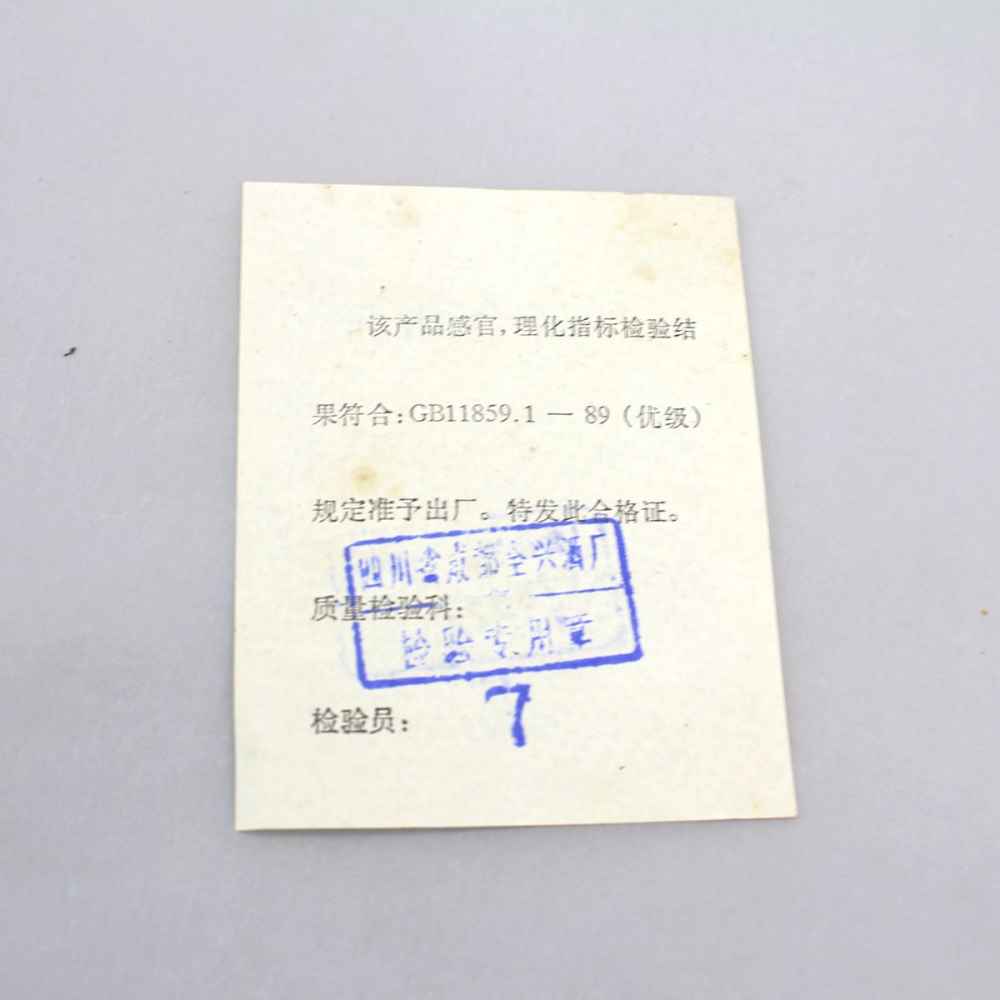 该产品感官,理化指标检验结
果符合:GB11859.1 — 89 (优级)
规定准予出厂。特发此合格证。
四川省成都全兴酒厂
质量检验科:
检验专用章
检验员:
7